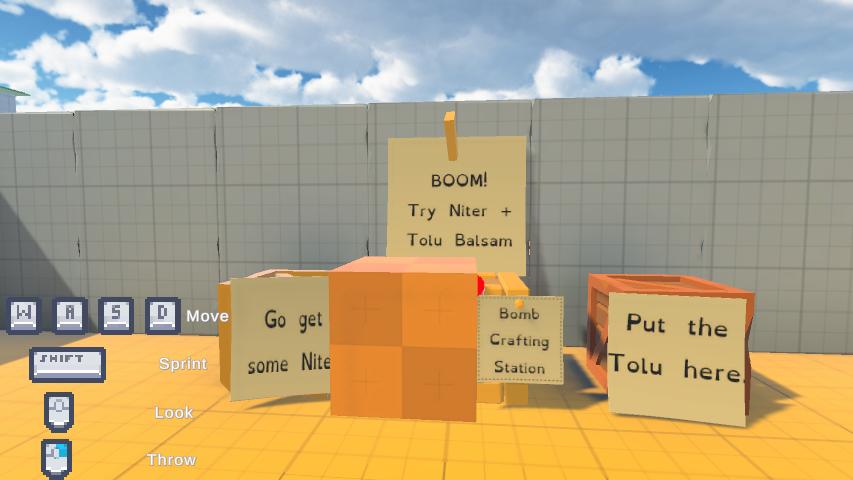 BOOM!
Try Niter +
Tolu Balsam
Go get
some Nite
Bomb
Crafting
Station
Put the
Tolu here.
W A S D Move
SHIFT Sprint
Look
Throw